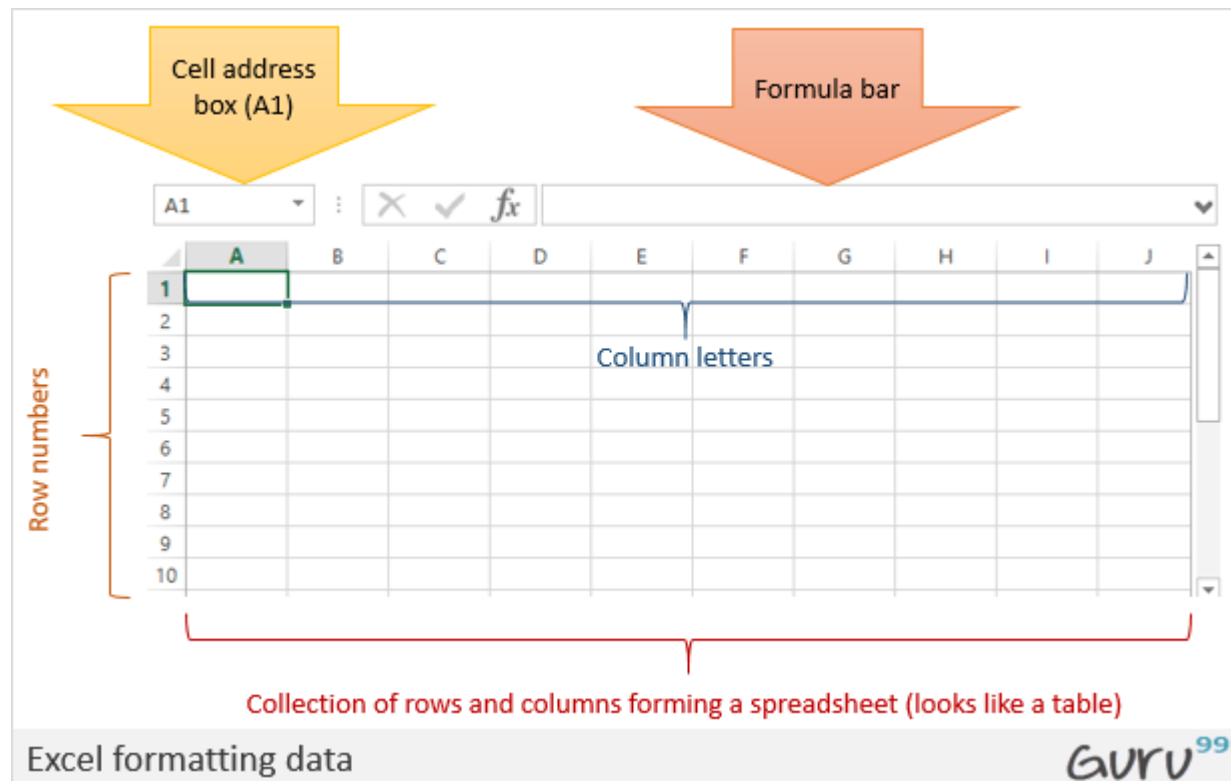 Cell address
box (A1)
Formula bar
A1
fx
A B C D E F G H I J
1
2
3
Column letters
4
5
6
7
8
9
10
Row numbers
Collection of rows and columns forming a spreadsheet (looks like a table)
Excel formatting data
Guru99